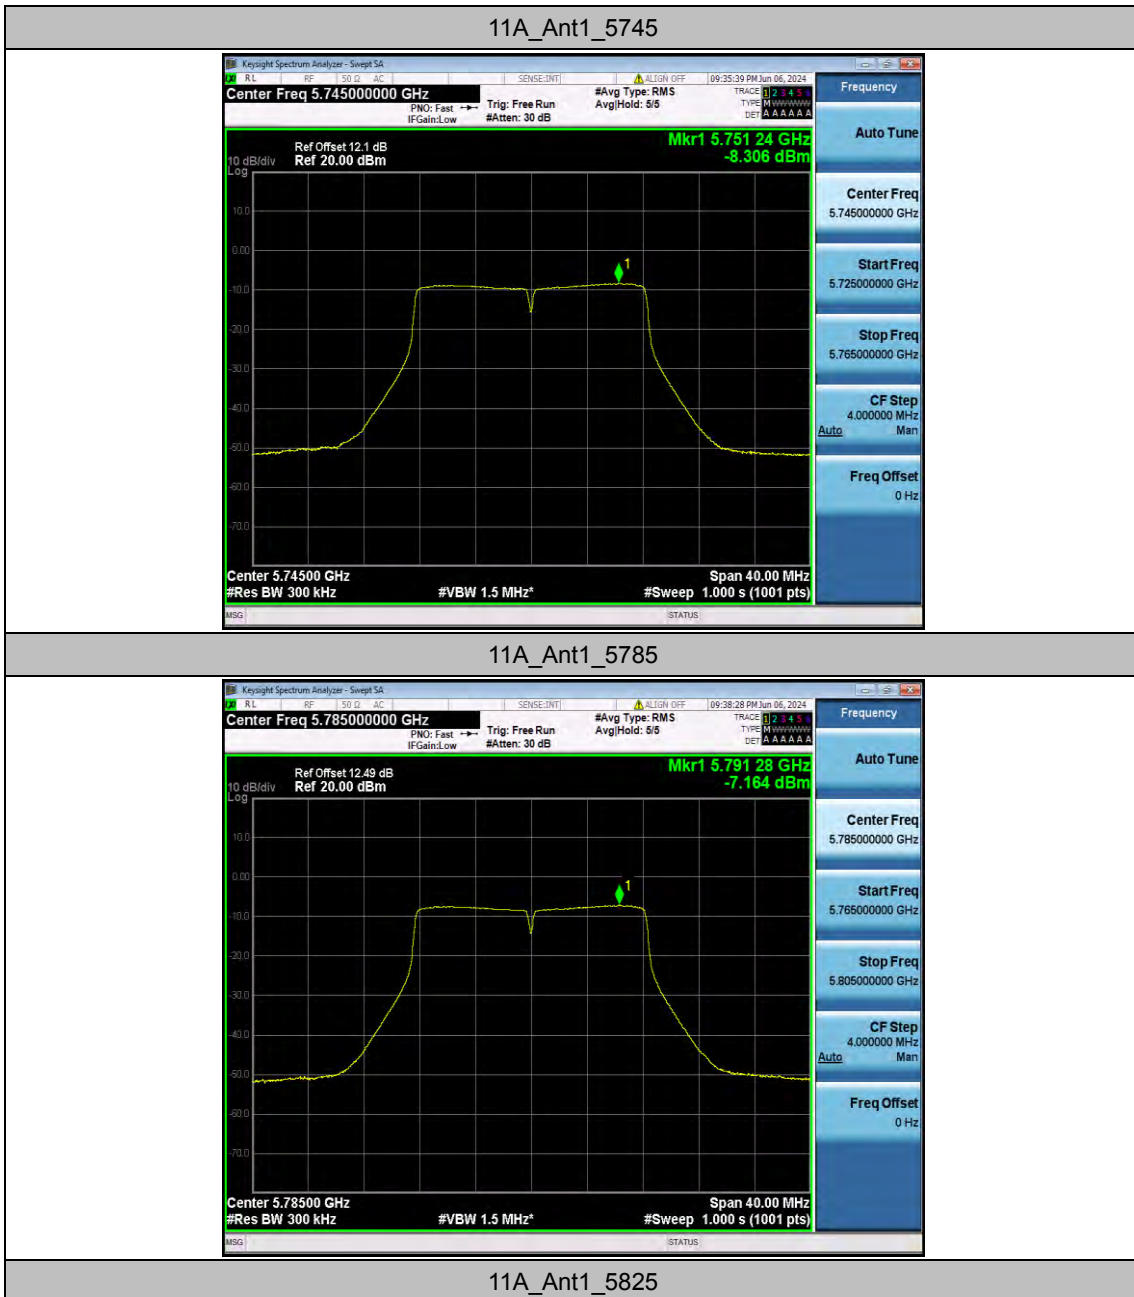 11A_Ant1_5745
Keysight Spectrum Analyzer - Swept SA
RL RF 50 Ω AC SENSE:INT ALIGN OFF 09:35:39 PM Jun 06, 2024
Center Freq 5.745000000 GHz #Avg Type: RMS TRACE 1 2 3 4 5 6
PNO: Fast Trig: Free Run Avg|Hold: 5/5 TYPE M WWWWW
IFGain:Low #Atten: 30 dB DET A A A A A A
Frequency
Auto Tune
Mkr1 5.751 24 GHz
-8.306 dBm
Ref Offset 12.1 dB
10 dB/div Ref 20.00 dBm
Log
10.0
0.00
-10.0
-20.0
-30.0
-40.0
-50.0
-60.0
-70.0
1
Center Freq
5.745000000 GHz
Start Freq
5.725000000 GHz
Stop Freq
5.765000000 GHz
CF Step
4.000000 MHz
Auto Man
Freq Offset
0 Hz
Center 5.74500 GHz Span 40.00 MHz
#Res BW 300 kHz #VBW 1.5 MHz* #Sweep 1.000 s (1001 pts)
MSG STATUS
11A_Ant1_5785
Keysight Spectrum Analyzer - Swept SA
RL RF 50 Ω AC SENSE:INT ALIGN OFF 09:38:28 PM Jun 06, 2024
Center Freq 5.785000000 GHz #Avg Type: RMS TRACE 1 2 3 4 5 6
PNO: Fast Trig: Free Run Avg|Hold: 5/5 TYPE M WWWWW
IFGain:Low #Atten: 30 dB DET A A A A A A
Frequency
Auto Tune
Mkr1 5.791 28 GHz
-7.164 dBm
Ref Offset 12.49 dB
10 dB/div Ref 20.00 dBm
Log
10.0
0.00
-10.0
-20.0
-30.0
-40.0
-50.0
-60.0
-70.0
1
Center Freq
5.785000000 GHz
Start Freq
5.765000000 GHz
Stop Freq
5.805000000 GHz
CF Step
4.000000 MHz
Auto Man
Freq Offset
0 Hz
Center 5.78500 GHz Span 40.00 MHz
#Res BW 300 kHz #VBW 1.5 MHz* #Sweep 1.000 s (1001 pts)
MSG STATUS
11A_Ant1_5825